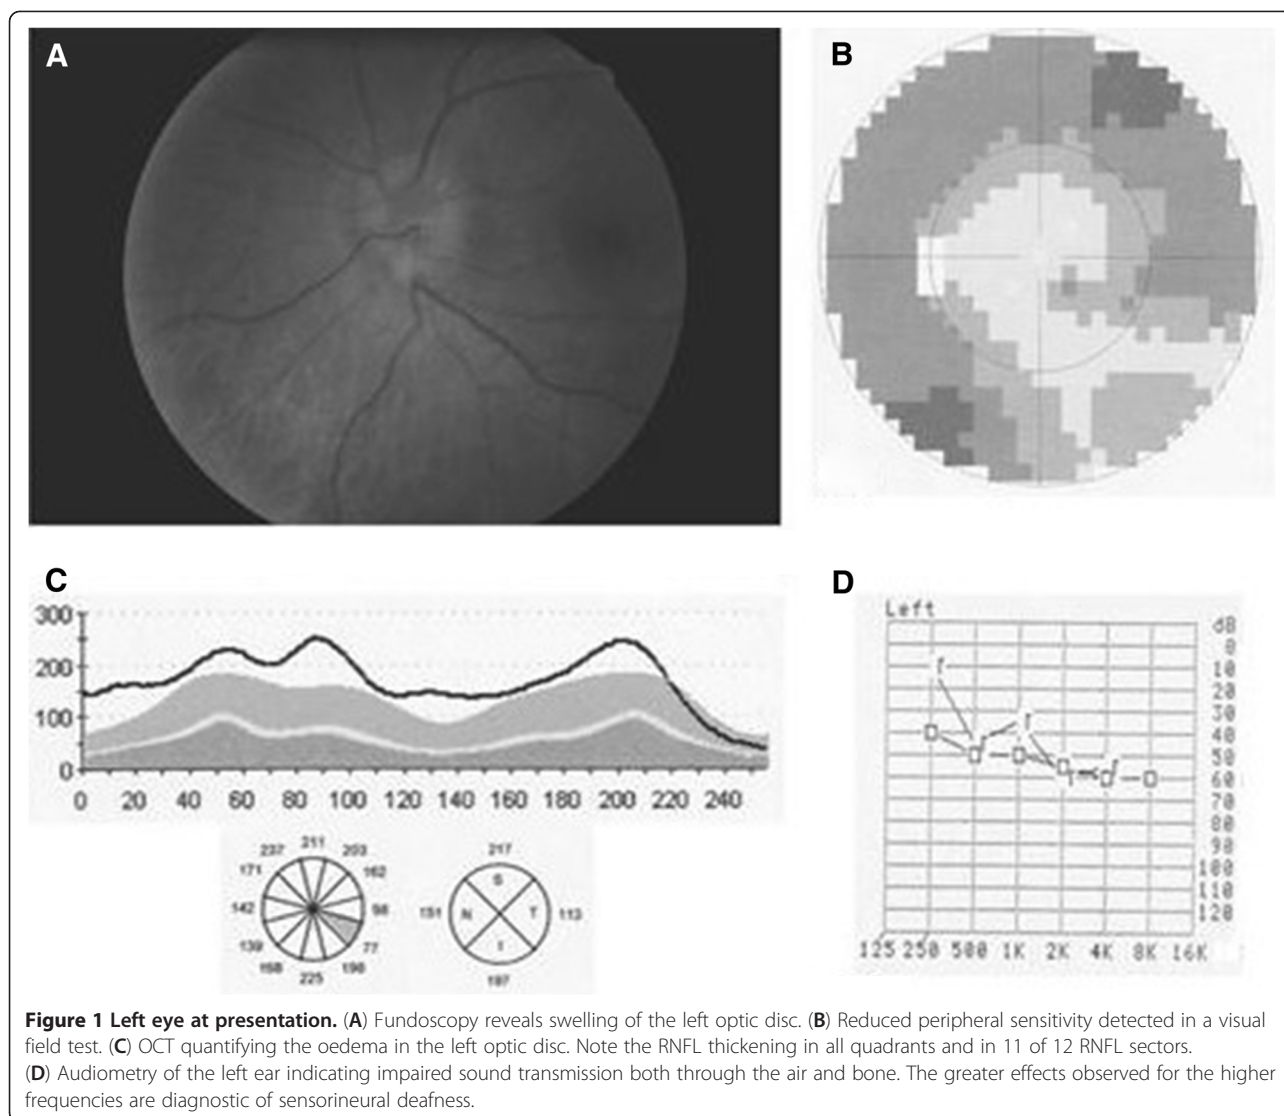 A
B
C
300
200
100
0
0 20 40 60 80 100 120 140 160 180 200 220 240
211
237 203
171 162
142 98
139 77
225
217
S
151 N T 113
I
D
Left
dB
0
10
20
30
40
50
60
70
80
90
100
110
120
125 250 500 1K 2K 4K 8K 16K
Figure 1 Left eye at presentation. (A) Fundoscopy reveals swelling of the left optic disc. (B) Reduced peripheral sensitivity detected in a visual
field test. (C) OCT quantifying the oedema in the left optic disc. Note the RNFL thickening in all quadrants and in 11 of 12 RNFL sectors.
(D) Audiometry of the left ear indicating impaired sound transmission both through the air and bone. The greater effects observed for the higher
frequencies are diagnostic of sensorineural deafness.